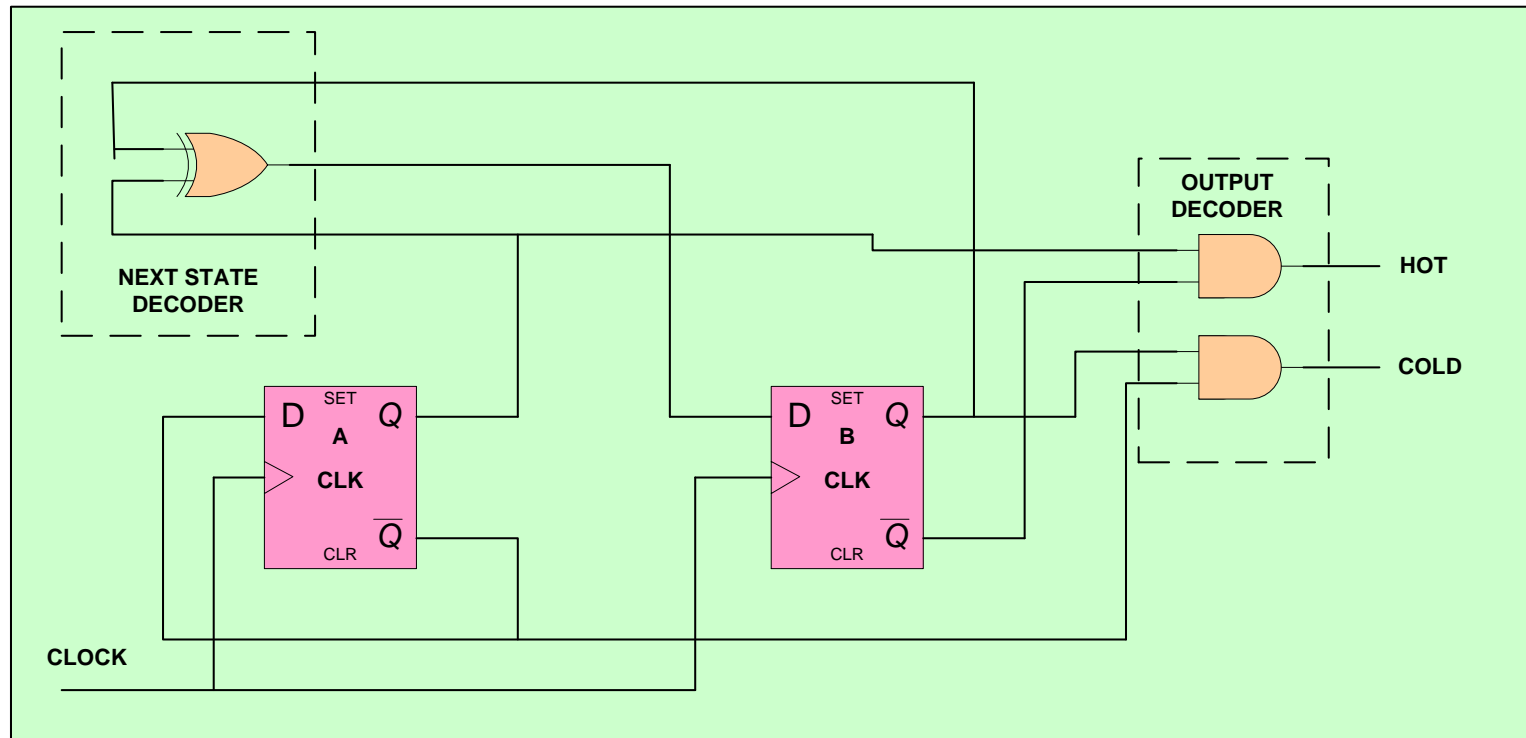 NEXT STATE
DECODER
OUTPUT
DECODER
HOT
COLD
SET
D Q
A
CLK
Q
CLR
SET
D Q
B
CLK
Q
CLR
CLOCK